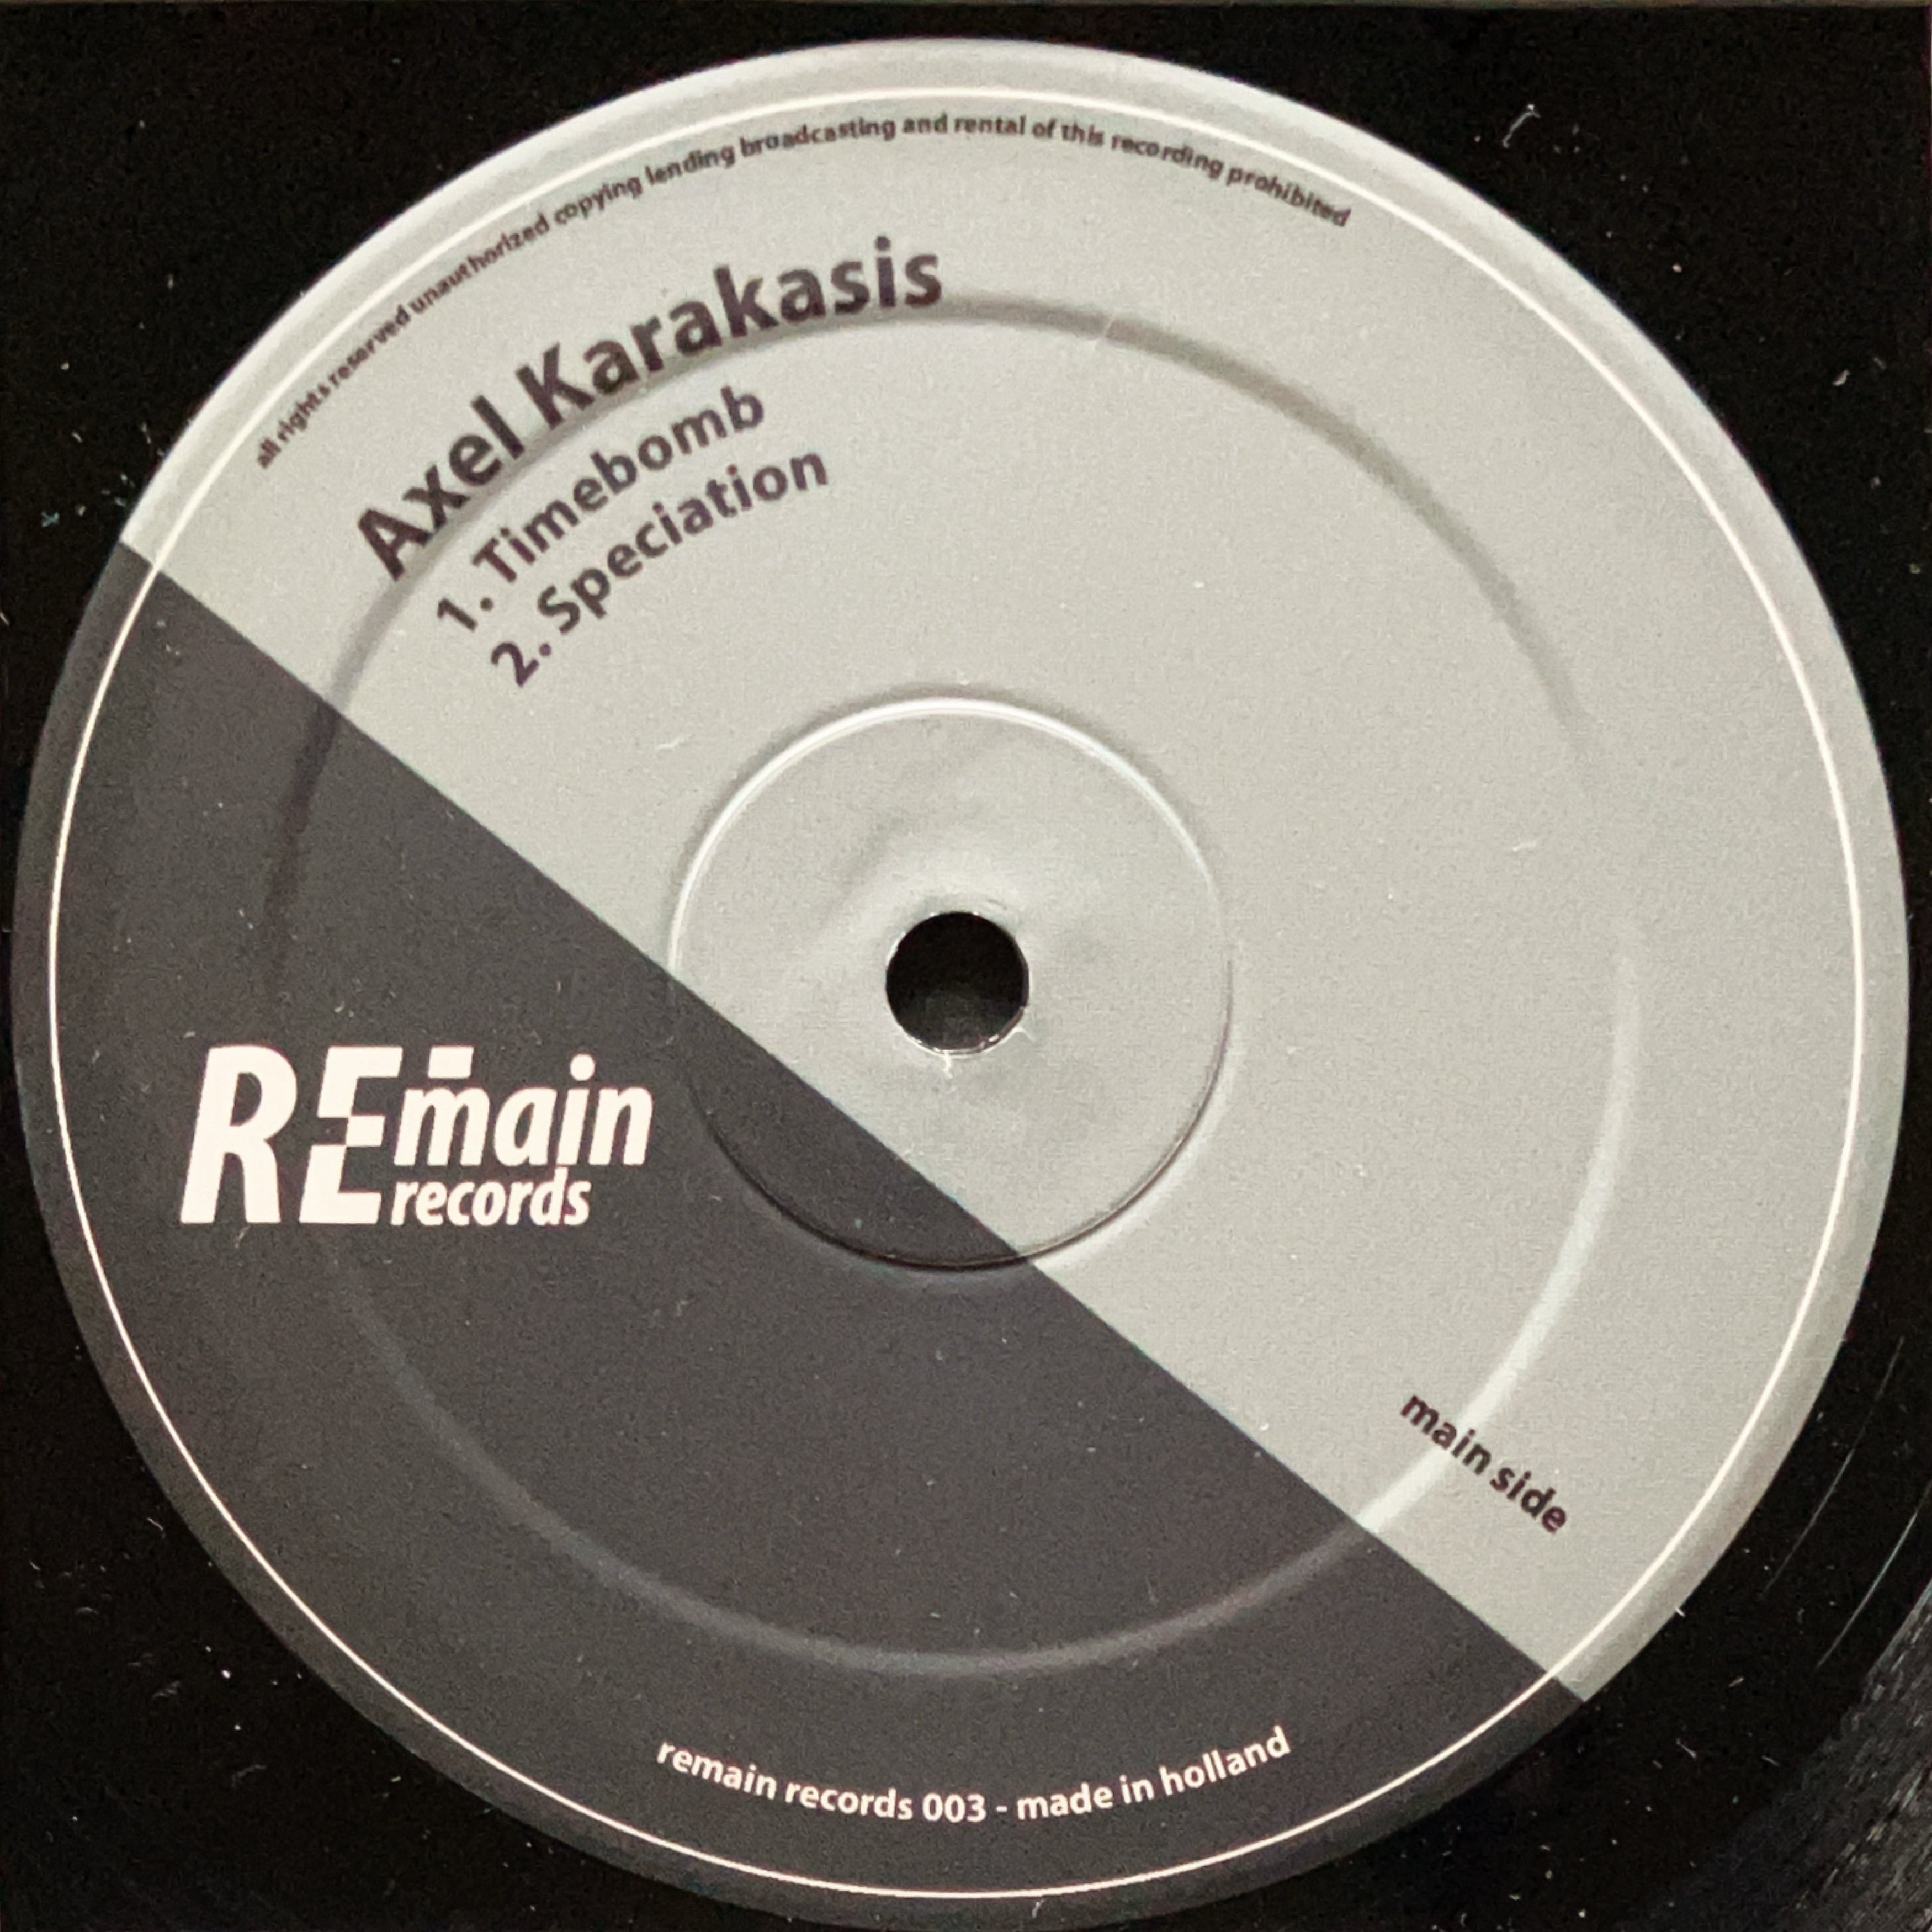 all rights reserved unauthorized copying lending broadcasting and rental of this recording prohibited
Axel Karakasis
1. Timebomb
2. Speciation
REmain
records
main side
remain records 003 - made in holland